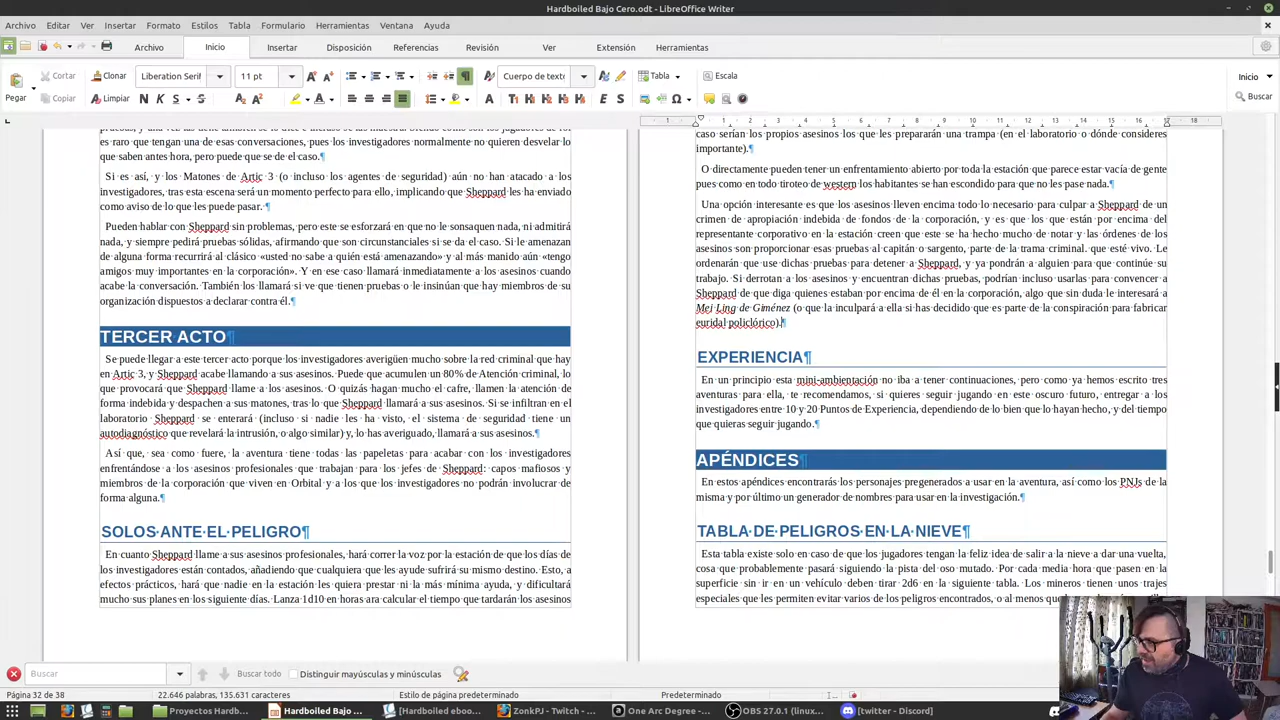 Hardboiled Bajo Cero.odt - LibreOffice Writer
Archivo Editar Ver Insertar Formato Estilos Tabla Formulario Herramientas Ventana Ayuda
Archivo Inicio Insertar Disposición Referencias Revisión Ver Extensión Herramientas
Pegar Cortar Clonar Liberation Serif 11 pt Cuerpo de texto Tabla Escala Inicio
Copiar Limpiar Buscar
es raro que tengan una de esas conversaciones, pues los investigadores normalmente no quieren desvelar lo
que saben antes hora, pero puede que se de el caso.¶
Si es así, y los Matones de Artic 3 (o incluso los agentes de seguridad) aún no han atacado a los
investigadores, tras esta escena será un momento perfecto para ello, implicando que Sheppard les ha enviado
como aviso de lo que les puede pasar. ¶
Pueden hablar con Sheppard sin problemas, pero este se esforzará en que no le sonsaquen nada, ni admitirá
nada, y siempre pedirá pruebas sólidas, afirmando que son circunstanciales si se da el caso. Si le amenazan
de alguna forma recurrirá al clásico «usted no sabe a quién está amenazando» y al más manido aún «tengo
amigos muy importantes en la corporación». Y en ese caso llamará inmediatamente a los asesinos cuando
acabe la conversación. También los llamará si ve que tienen pruebas o le insinúan que hay miembros de su
organización dispuestos a declarar contra él.¶
TERCER ACTO¶
Se puede llegar a este tercer acto porque los investigadores averigüen mucho sobre la red criminal que hay
en Artic 3, y Sheppard acabe llamando a sus asesinos. Puede que acumulen un 80% de Atención criminal, lo
que provocará que Sheppard llame a los asesinos. O quizás hagan mucho el cafre, llamen la atención de
forma indebida y despachen a sus matones, tras lo que Sheppard llamará a sus asesinos. Si se infiltran en el
laboratorio Sheppard se enterará (incluso si nadie les ha visto, el sistema de seguridad tiene un
autodiagnóstico que revelará la intrusión, o algo similar) y, lo has averiguado, llamará a sus asesinos.¶
Así que, sea como fuere, la aventura tiene todas las papeletas para acabar con los investigadores
enfrentándose a los asesinos profesionales que trabajan para los jefes de Sheppard: capos mafiosos y
miembros de la corporación que viven en Orbital y a los que los investigadores no podrán involucrar de
forma alguna.¶
SOLOS·ANTE·EL·PELIGRO¶
En cuanto Sheppard llame a sus asesinos profesionales, hará correr la voz por la estación de que los días de
los investigadores están contados, añadiendo que cualquiera que les ayude sufrirá su mismo destino. Esto, a
efectos prácticos, hará que nadie en la estación les quiera prestar ni la más mínima ayuda, y dificultará
mucho sus planes en los siguiente días. Lanza 1d10 en horas ara calcular el tiempo que tardarán los asesinos
caso serían los propios asesinos los que les prepararán una trampa (en el laboratorio o dónde consideres
importante).¶
O directamente pueden tener un enfrentamiento abierto por toda la estación que parece estar vacía de gente
pues como en todo tiroteo de western los habitantes se han escondido para que no les pase nada.¶
Una opción interesante es que los asesinos lleven encima todo lo necesario para culpar a Sheppard de un
crimen de apropiación indebida de fondos de la corporación, y es que los que están por encima del
representante corporativo en la estación creen que este se ha hecho mucho de notar y las órdenes de los
asesinos son proporcionar esas pruebas al capitán o sargento, parte de la trama criminal. que esté vivo. Le
ordenarán que use dichas pruebas para detener a Sheppard, y ya pondrán a alguien para que continúe su
trabajo. Si derrotan a los asesinos y encuentran dichas pruebas, podrían incluso usarlas para convencer a
Sheppard de que diga quienes estaban por encima de él en la corporación, algo que sin duda le interesará a
Mei Ling de Giménez (o que la inculpará a ella si has decidido que es parte de la conspiración para fabricar
euridal policlórico).¶
EXPERIENCIA¶
En un principio esta mini-ambientación no iba a tener continuaciones, pero como ya hemos escrito tres
aventuras para ella, te recomendamos, si quieres seguir jugando en este oscuro futuro, entregar a los
investigadores entre 10 y 20 Puntos de Experiencia, dependiendo de lo bien que lo hayan hecho, y del tiempo
que quieras seguir jugando.¶
APÉNDICES¶
En estos apéndices encontrarás los personajes pregenerados a usar en la aventura, así como los PNJs de la
misma y por último un generador de nombres para usar en la investigación.¶
TABLA·DE·PELIGROS·EN·LA·NIEVE¶
Esta tabla existe solo en caso de que los jugadores tengan la feliz idea de salir a la nieve a dar una vuelta,
cosa que probablemente pasará siguiendo la pista del oso mutado. Por cada media hora que pasen en la
superficie sin ir en un vehículo deben tirar 2d6 en la siguiente tabla. Los mineros tienen unos trajes
especiales que les permiten evitar varios de los peligros encontrados, o al menos
Buscar Buscar todo Distinguir mayúsculas y minúsculas
Página 32 de 38 22.646 palabras, 135.631 caracteres Estilo de página predeterminado Predeterminado
Proyectos Hardb... Hardboiled Bajo ... [Hardboiled eboo... ZonkPJ - Twitch - ... One Arc Degree -... OBS 27.0.1 (linux... [twitter - Discord]